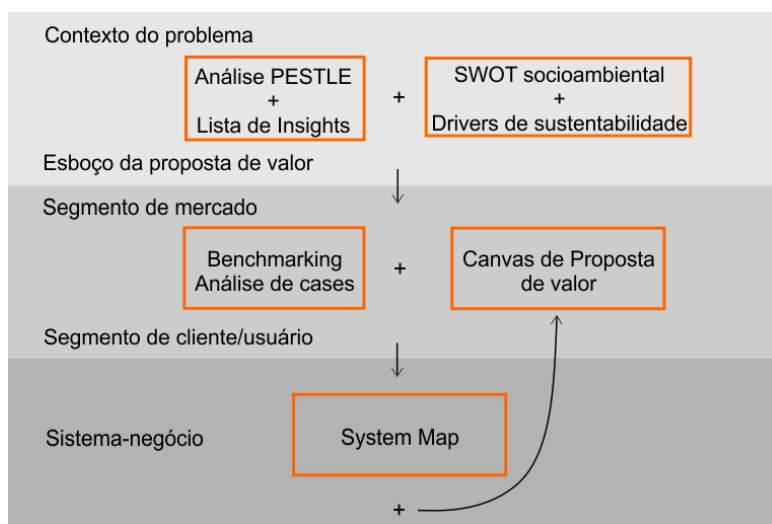 Contexto do problema
Análise PESTLE
+
Lista de Insights
+
SWOT socioambiental
+
Drivers de sustentabilidade
Esboço da proposta de valor
Segmento de mercado
Benchmarking
Análise de cases
+
Canvas de Proposta
de valor
Segmento de cliente/usuário
Sistema-negócio
System Map
+